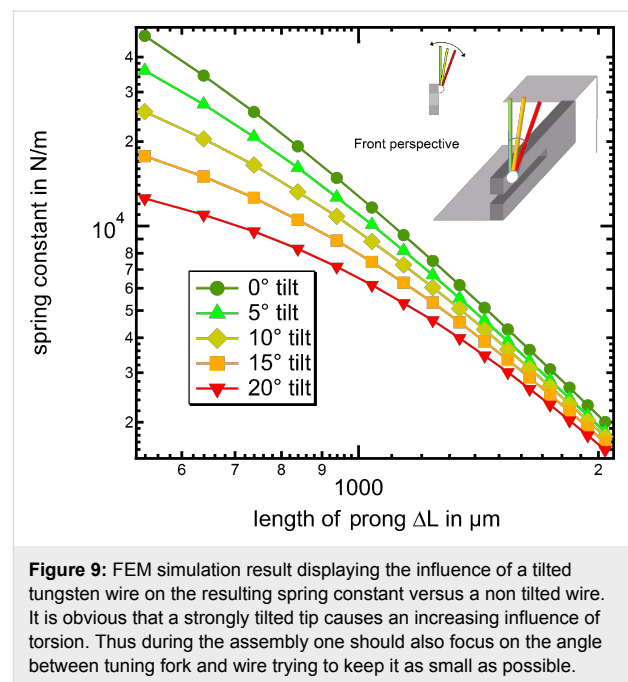 4
3
2
10⁴
8
7
6
5
4
3
2
spring constant in N/m
Front perspective
0° tilt
5° tilt
10° tilt
15° tilt
20° tilt
6 7 8 9 1000 2
length of prong ΔL in µm
Figure 9: FEM simulation result displaying the influence of a tilted
tungsten wire on the resulting spring constant versus a non tilted wire.
It is obvious that a strongly tilted tip causes an increasing influence of
torsion. Thus during the assembly one should also focus on the angle
between tuning fork and wire trying to keep it as small as possible.